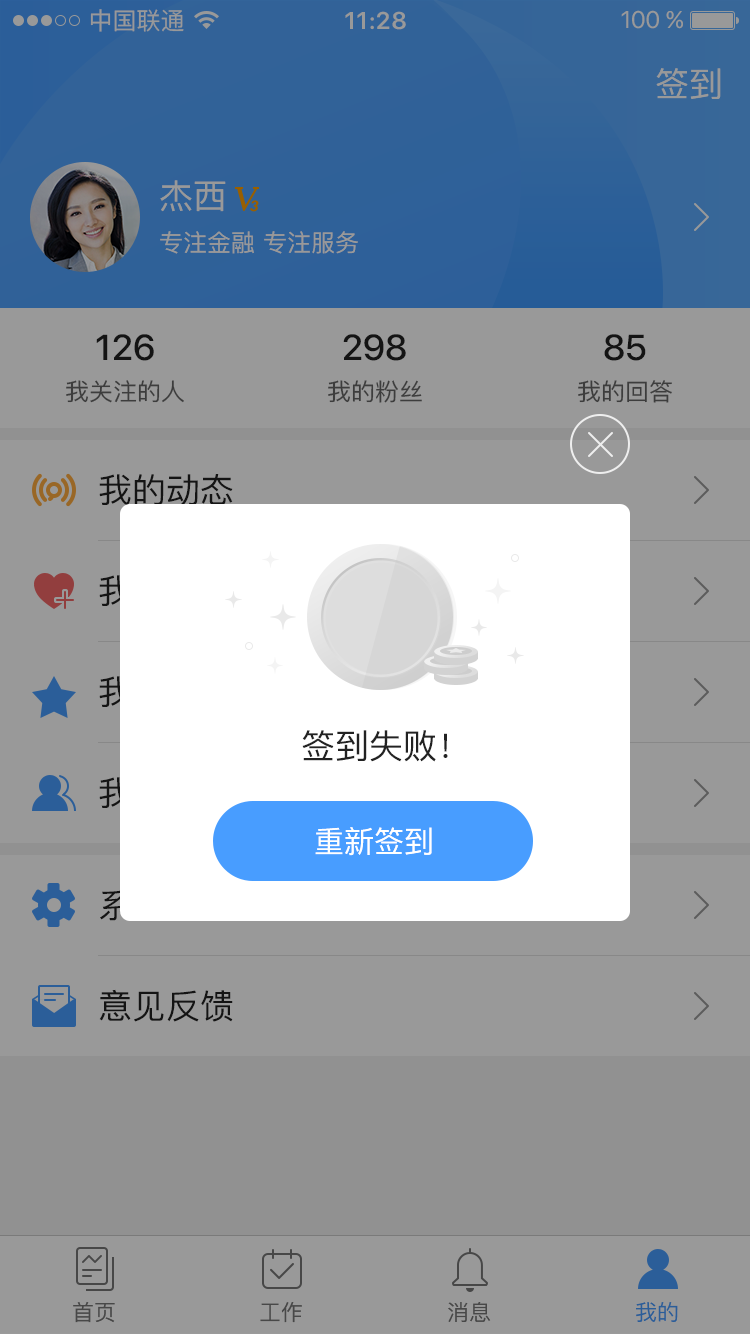 中国联通 11:28 100 %
签到
杰西 V3
专注金融 专注服务
126 298 85
我关注的人 我的粉丝 我的回答
我的动态
我
我
签到失败!
我
重新签到
系
意见反馈
首页 工作 消息 我的